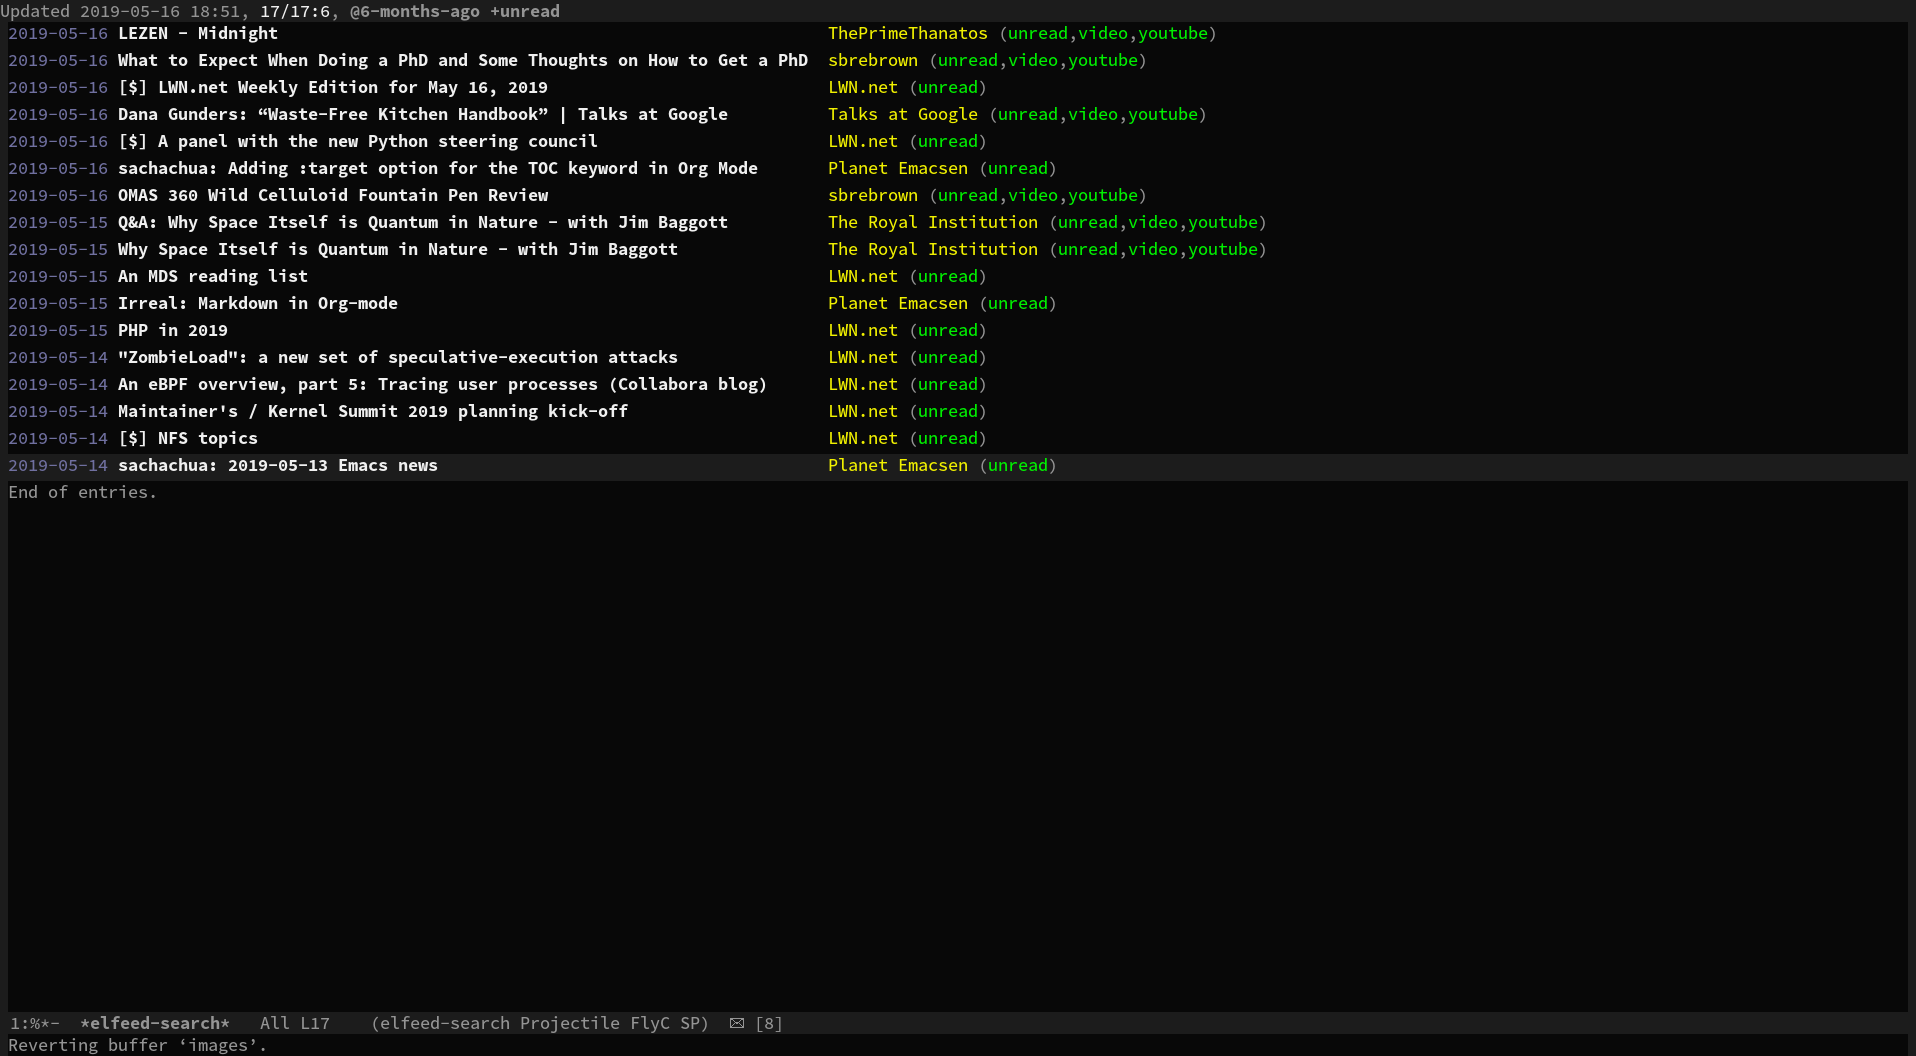 Updated 2019-05-16 18:51, 17/17:6, @6-months-ago +unread
2019-05-16 LEZEN - Midnight ThePrimeThanatos (unread,video,youtube)
2019-05-16 What to Expect When Doing a PhD and Some Thoughts on How to Get a PhD sbrebrown (unread,video,youtube)
2019-05-16 [$] LWN.net Weekly Edition for May 16, 2019 LWN.net (unread)
2019-05-16 Dana Gunders: “Waste-Free Kitchen Handbook” | Talks at Google Talks at Google (unread,video,youtube)
2019-05-16 [$] A panel with the new Python steering council LWN.net (unread)
2019-05-16 sachachua: Adding :target option for the TOC keyword in Org Mode Planet Emacsen (unread)
2019-05-16 OMAS 360 Wild Celluloid Fountain Pen Review sbrebrown (unread,video,youtube)
2019-05-15 Q&A: Why Space Itself is Quantum in Nature - with Jim Baggott The Royal Institution (unread,video,youtube)
2019-05-15 Why Space Itself is Quantum in Nature - with Jim Baggott The Royal Institution (unread,video,youtube)
2019-05-15 An MDS reading list LWN.net (unread)
2019-05-15 Irreal: Markdown in Org-mode Planet Emacsen (unread)
2019-05-15 PHP in 2019 LWN.net (unread)
2019-05-14 "ZombieLoad": a new set of speculative-execution attacks LWN.net (unread)
2019-05-14 An eBPF overview, part 5: Tracing user processes (Collabora blog) LWN.net (unread)
2019-05-14 Maintainer's / Kernel Summit 2019 planning kick-off LWN.net (unread)
2019-05-14 [$] NFS topics LWN.net (unread)
2019-05-14 sachachua: 2019-05-13 Emacs news Planet Emacsen (unread)
End of entries.
1:%*- *elfeed-search* All L17 (elfeed-search Projectile FlyC SP) ✉ [8]
Reverting buffer ‘images’.